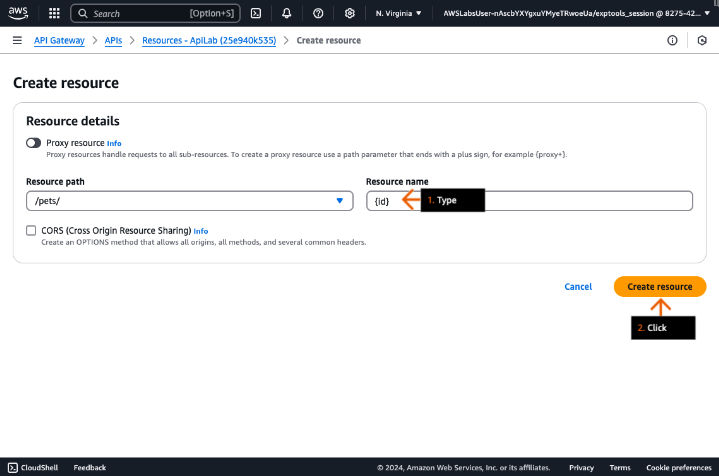 aws
Search [Option+S]
N. Virginia ▼
AWSLabsUser-nAscbYXYgxuYMyeTRwoeUa/exptools_session @ 8275-42... ▼
API Gateway > APIs > Resources - ApiLab (25e940k535) > Create resource
Create resource
Resource details
Proxy resource Info
Proxy resources handle requests to all sub-resources. To create a proxy resource use a path parameter that ends with a plus sign, for example {proxy+}.
Resource path
/pets/
Resource name
{id}
1. Type
CORS (Cross Origin Resource Sharing) Info
Create an OPTIONS method that allows all origins, all methods, and several common headers.
Cancel
Create resource
2. Click
CloudShell Feedback © 2024, Amazon Web Services, Inc. or its affiliates. Privacy Terms Cookie preferences